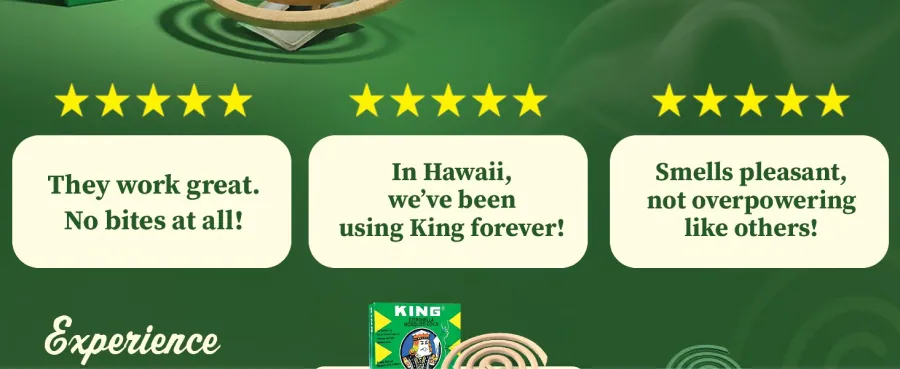 They work great.
No bites at all!
In Hawaii,
we've been
using King forever!
Smells pleasant,
not overpowering
like others!
Experience
KING